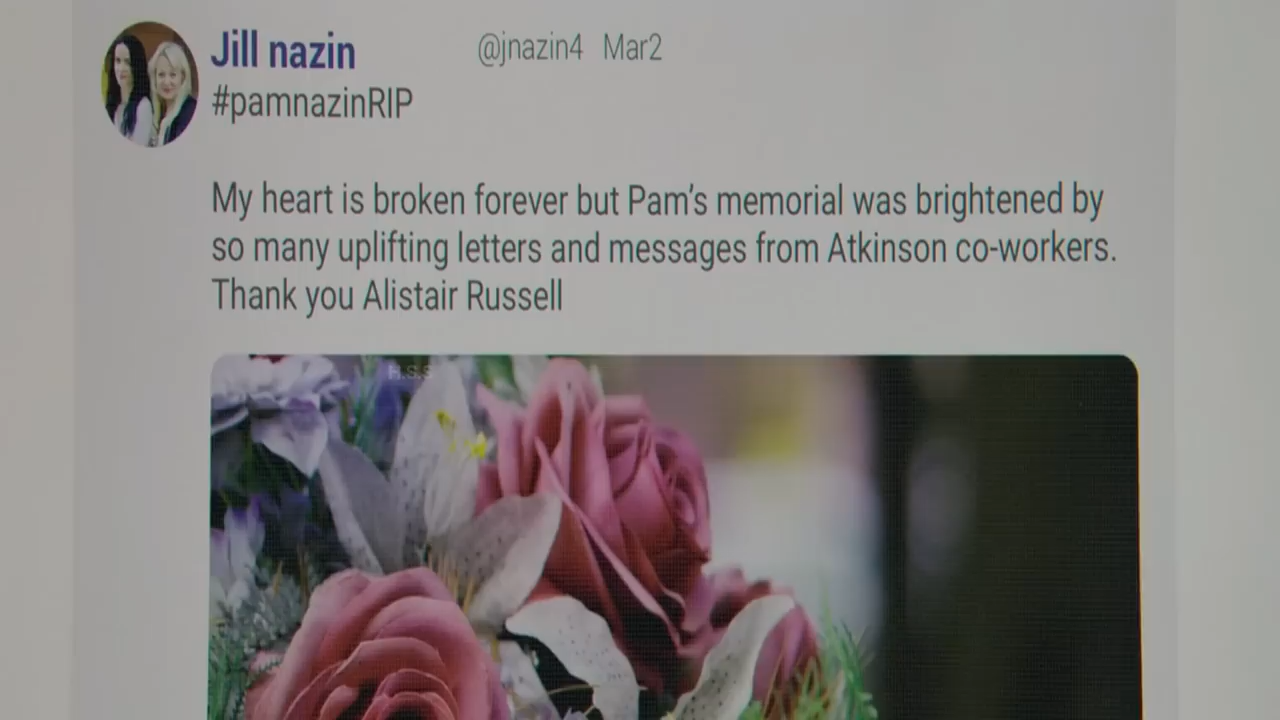 Jill nazin @jnazin4 Mar2
#pamnazinRIP
My heart is broken forever but Pam's memorial was brightened by
so many uplifting letters and messages from Atkinson co-workers.
Thank you Alistair Russell
H.S.S